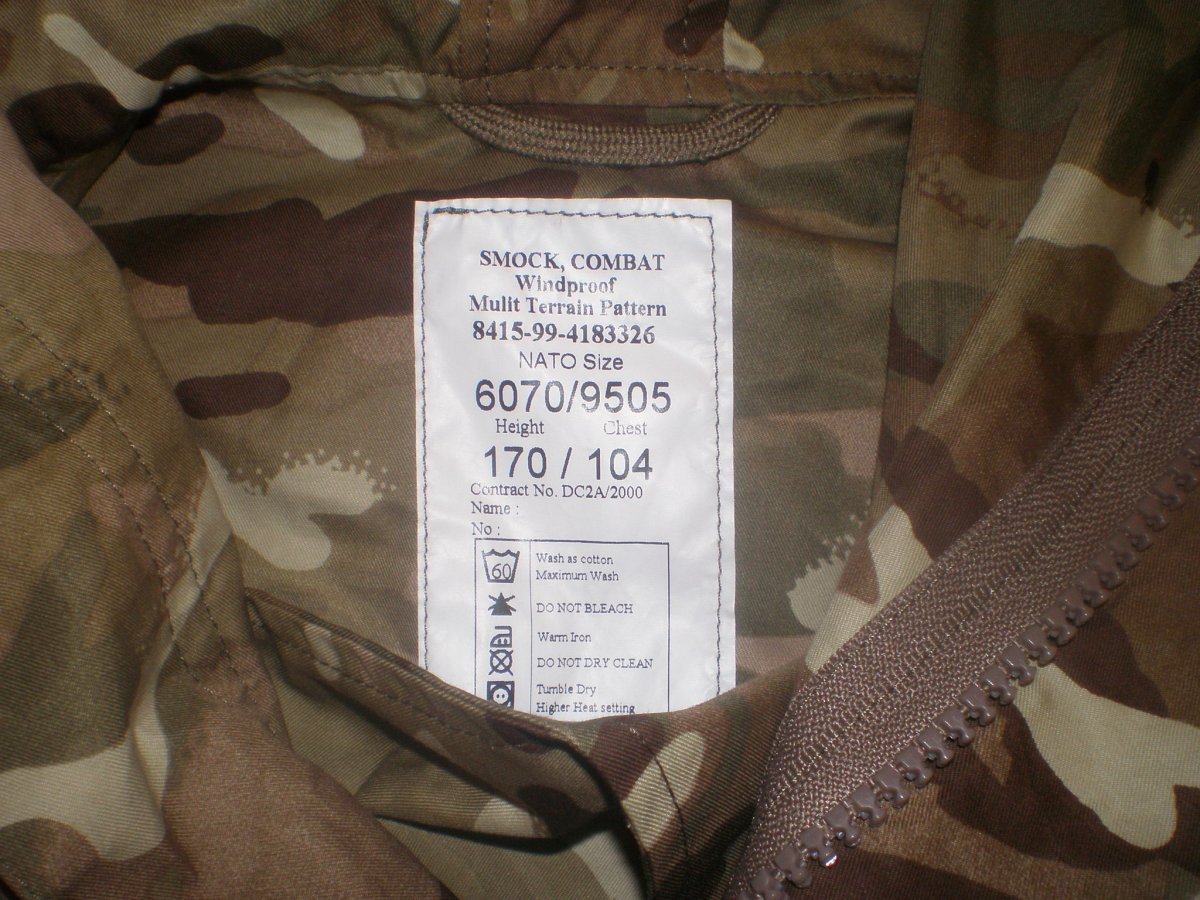 SMOCK, COMBAT
Windproof
Mulit Terrain Pattern
8415-99-4183326
NATO Size
6070/9505
Height Chest
170 / 104
Contract No. DC2A/2000
Name :
No :
60 Wash as cotton
Maximum Wash
DO NOT BLEACH
Warm Iron
DO NOT DRY CLEAN
Tumble Dry
Higher Heat setting